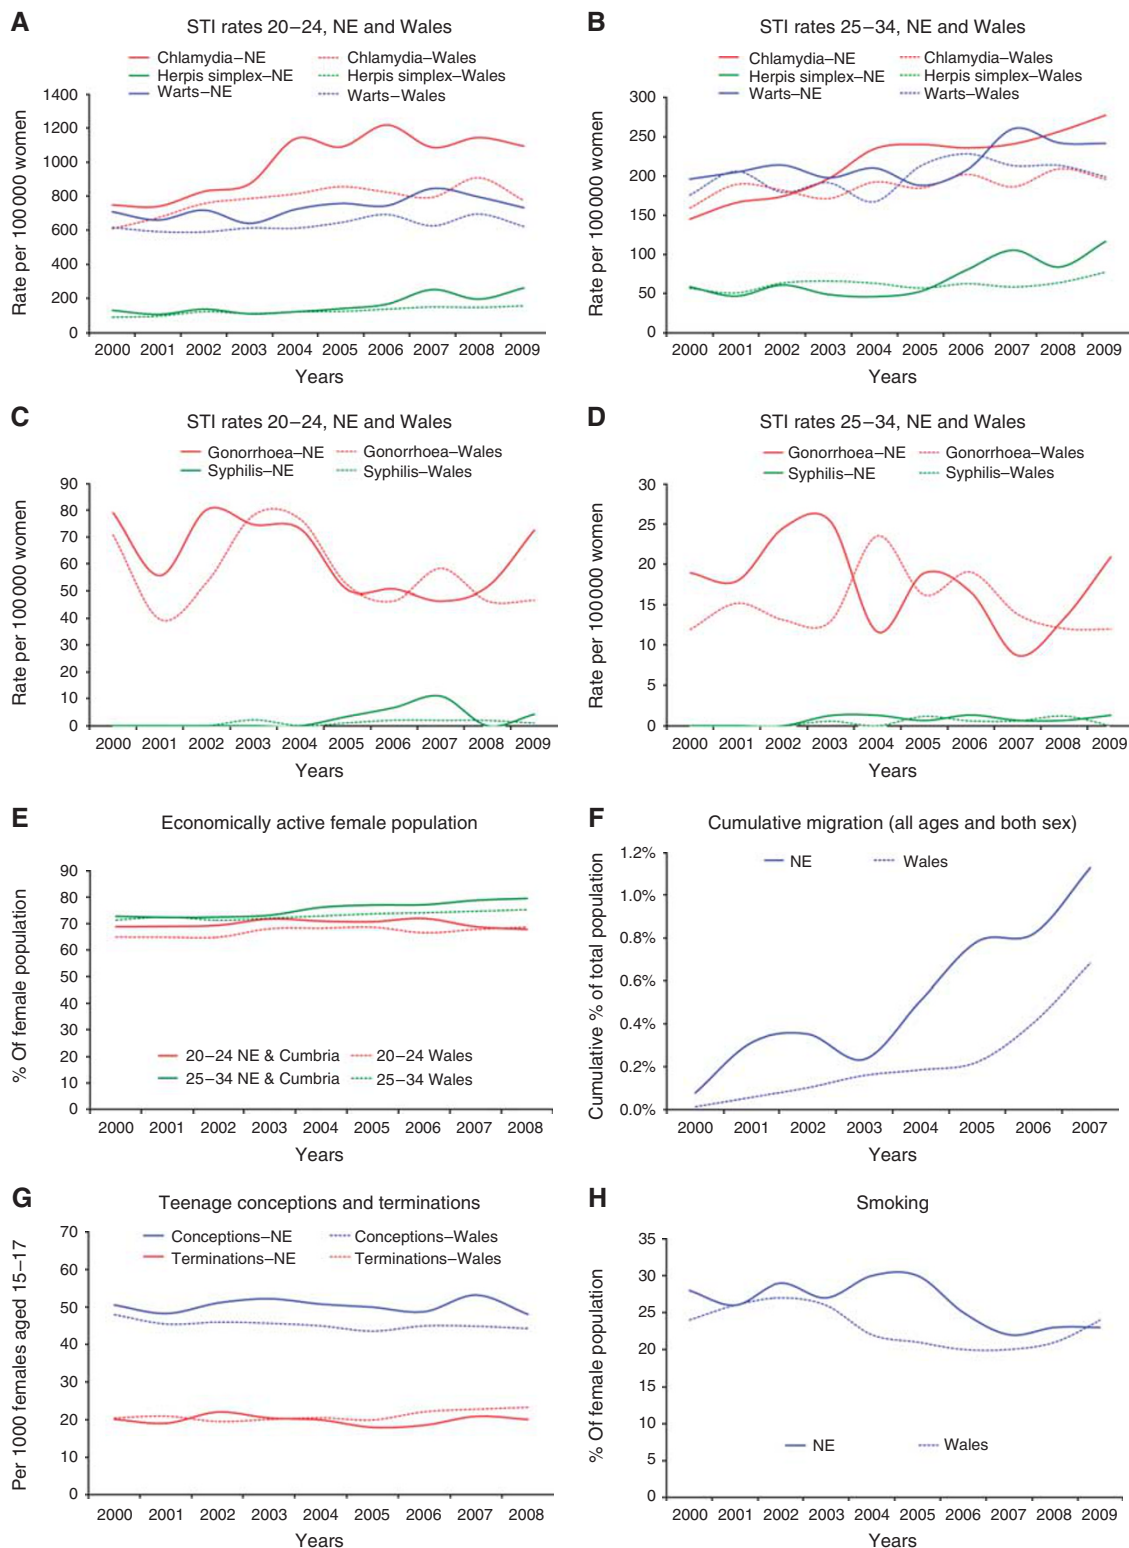 A
STI rates 20–24, NE and Wales
Chlamydia–NE
Chlamydia–Wales
Herpis simplex–NE
Herpis simplex–Wales
Warts–NE
Warts–Wales
Rate per 100 000 women
1400
1200
1000
800
600
400
200
0
2000 2001 2002 2003 2004 2005 2006 2007 2008 2009
Years
B
STI rates 25–34, NE and Wales
Chlamydia–NE
Chlamydia–Wales
Herpis simplex–NE
Herpis simplex–Wales
Warts–NE
Warts–Wales
Rate per 100 000 women
300
250
200
150
100
50
0
2000 2001 2002 2003 2004 2005 2006 2007 2008 2009
Years
C
STI rates 20–24, NE and Wales
Gonorrhoea–NE
Gonorrhoea–Wales
Syphilis–NE
Syphilis–Wales
Rate per 100 000 women
90
80
70
60
50
40
30
20
10
0
2000 2001 2002 2003 2004 2005 2006 2007 2008 2009
Years
D
STI rates 25–34, NE and Wales
Gonorrhoea–NE
Gonorrhoea–Wales
Syphilis–NE
Syphilis–Wales
Rate per 100 000 women
30
25
20
15
10
5
0
2000 2001 2002 2003 2004 2005 2006 2007 2008 2009
Years
E
Economically active female population
% Of female population
90
80
70
60
50
40
30
20
10
0
20–24 NE & Cumbria
20–24 Wales
25–34 NE & Cumbria
25–34 Wales
2000 2001 2002 2003 2004 2005 2006 2007 2008
Years
F
Cumulative migration (all ages and both sex)
NE
Wales
Cumulative % of total population
1.2%
1.0%
0.8%
0.6%
0.4%
0.2%
0.0%
2000 2001 2002 2003 2004 2005 2006 2007
Years
G
Teenage conceptions and terminations
Conceptions–NE
Conceptions–Wales
Terminations–NE
Terminations–Wales
Per 1000 females aged 15–17
70
60
50
40
30
20
10
0
2000 2001 2002 2003 2004 2005 2006 2007 2008
Years
H
Smoking
% Of female population
35
30
25
20
15
10
5
0
NE
Wales
2000 2001 2002 2003 2004 2005 2006 2007 2008 2009
Years